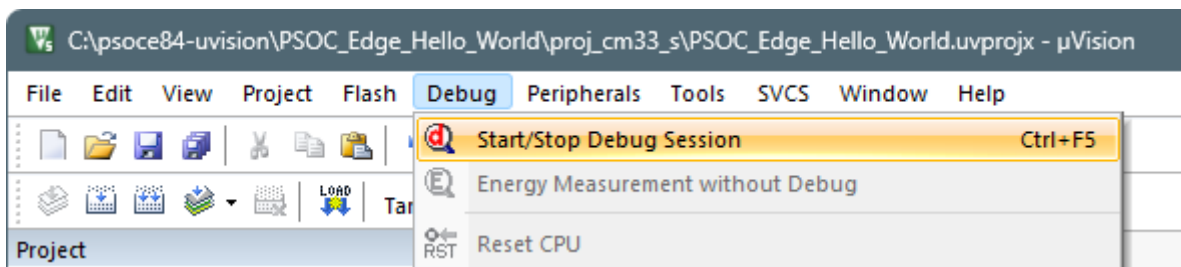 C:\psoce84-uvision\PSOC_Edge_Hello_World\proj_cm33_s\PSOC_Edge_Hello_World.uvprojx - µVision
File Edit View Project Flash Debug Peripherals Tools SVCS Window Help
Start/Stop Debug Session Ctrl+F5
Energy Measurement without Debug
LOAD Tar
RST Reset CPU
Project